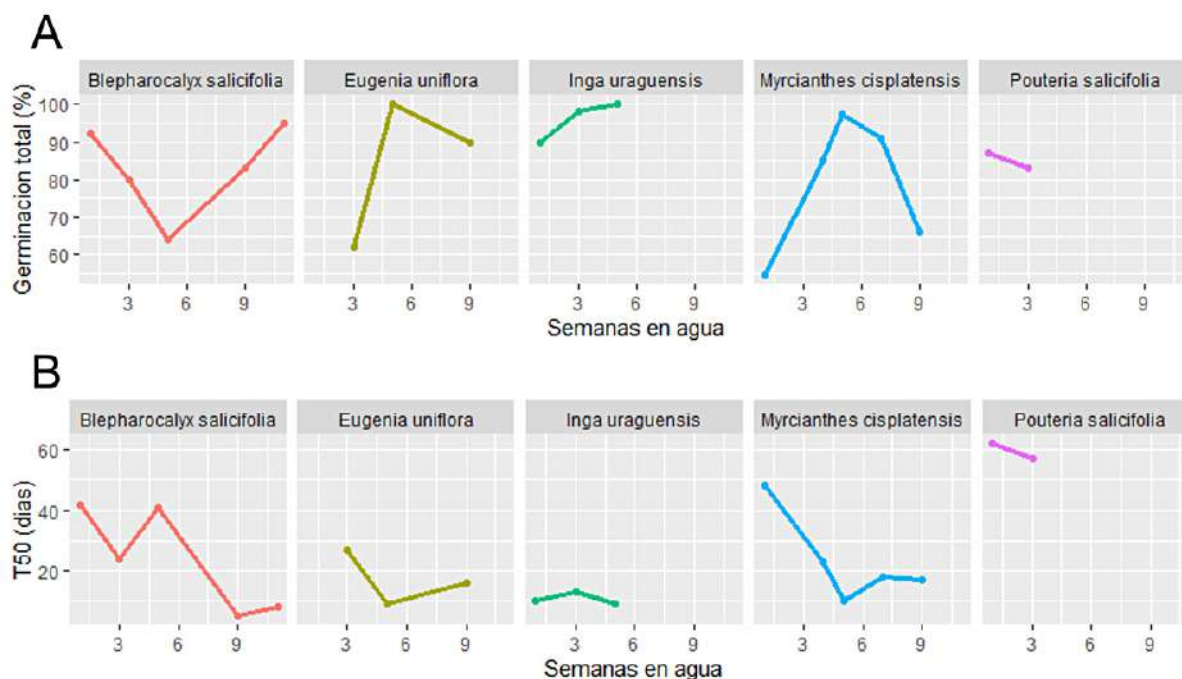 A
Blepharocalyx salicifolia
Eugenia uniflora
Inga uraguensis
Myrcianthes cisplatensis
Pouteria salicifolia
Germinacion total (%)
100
90
80
70
60
3 6 9 3 6 9 3 6 9 3 6 9 3 6 9
Semanas en agua
B
Blepharocalyx salicifolia
Eugenia uniflora
Inga uraguensis
Myrcianthes cisplatensis
Pouteria salicifolia
T50 (dias)
60
40
20
3 6 9 3 6 9 3 6 9 3 6 9 3 6 9
Semanas en agua